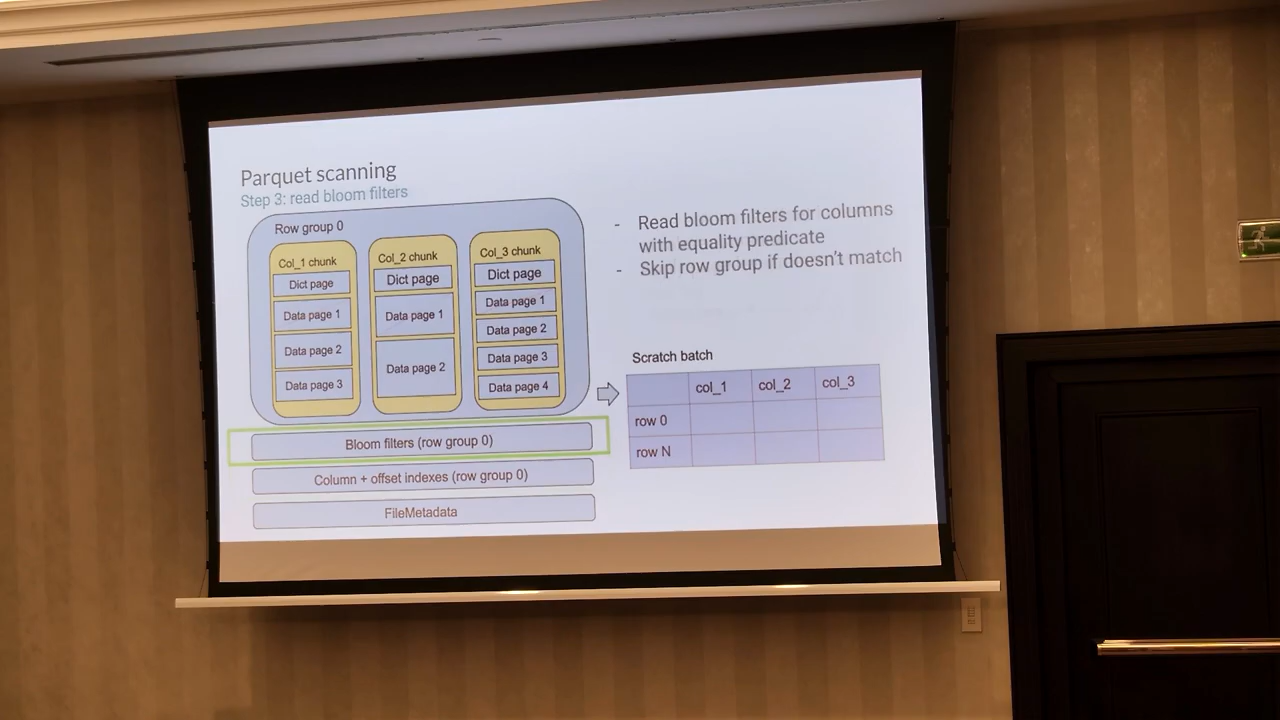 Parquet scanning
Step 3: read bloom filters
Row group 0
Col_1 chunk
Dict page
Data page 1
Data page 2
Data page 3
Col_2 chunk
Dict page
Data page 1
Data page 2
Col_3 chunk
Dict page
Data page 1
Data page 2
Data page 3
Data page 4
Bloom filters (row group 0)
Column + offset indexes (row group 0)
FileMetadata
- Read bloom filters for columns
with equality predicate
- Skip row group if doesn't match
Scratch batch
col_1 col_2 col_3
row 0
row N